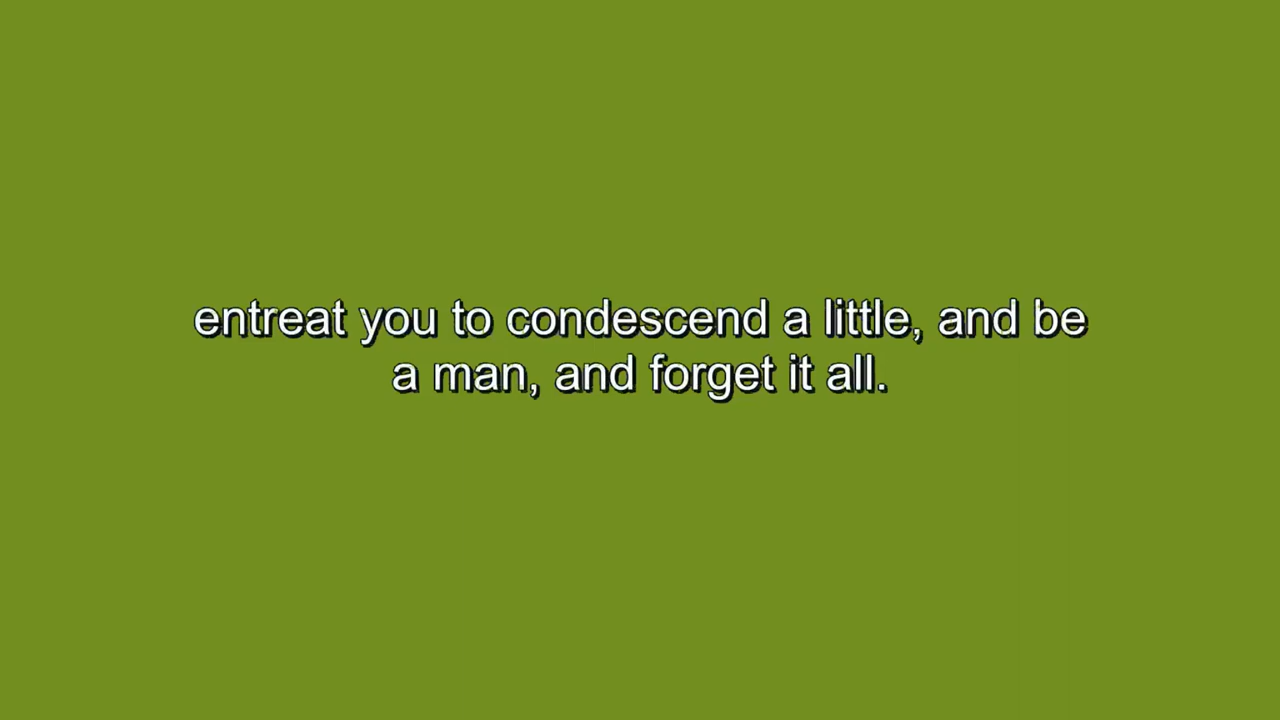 entreat you to condescend a little, and be
a man, and forget it all.